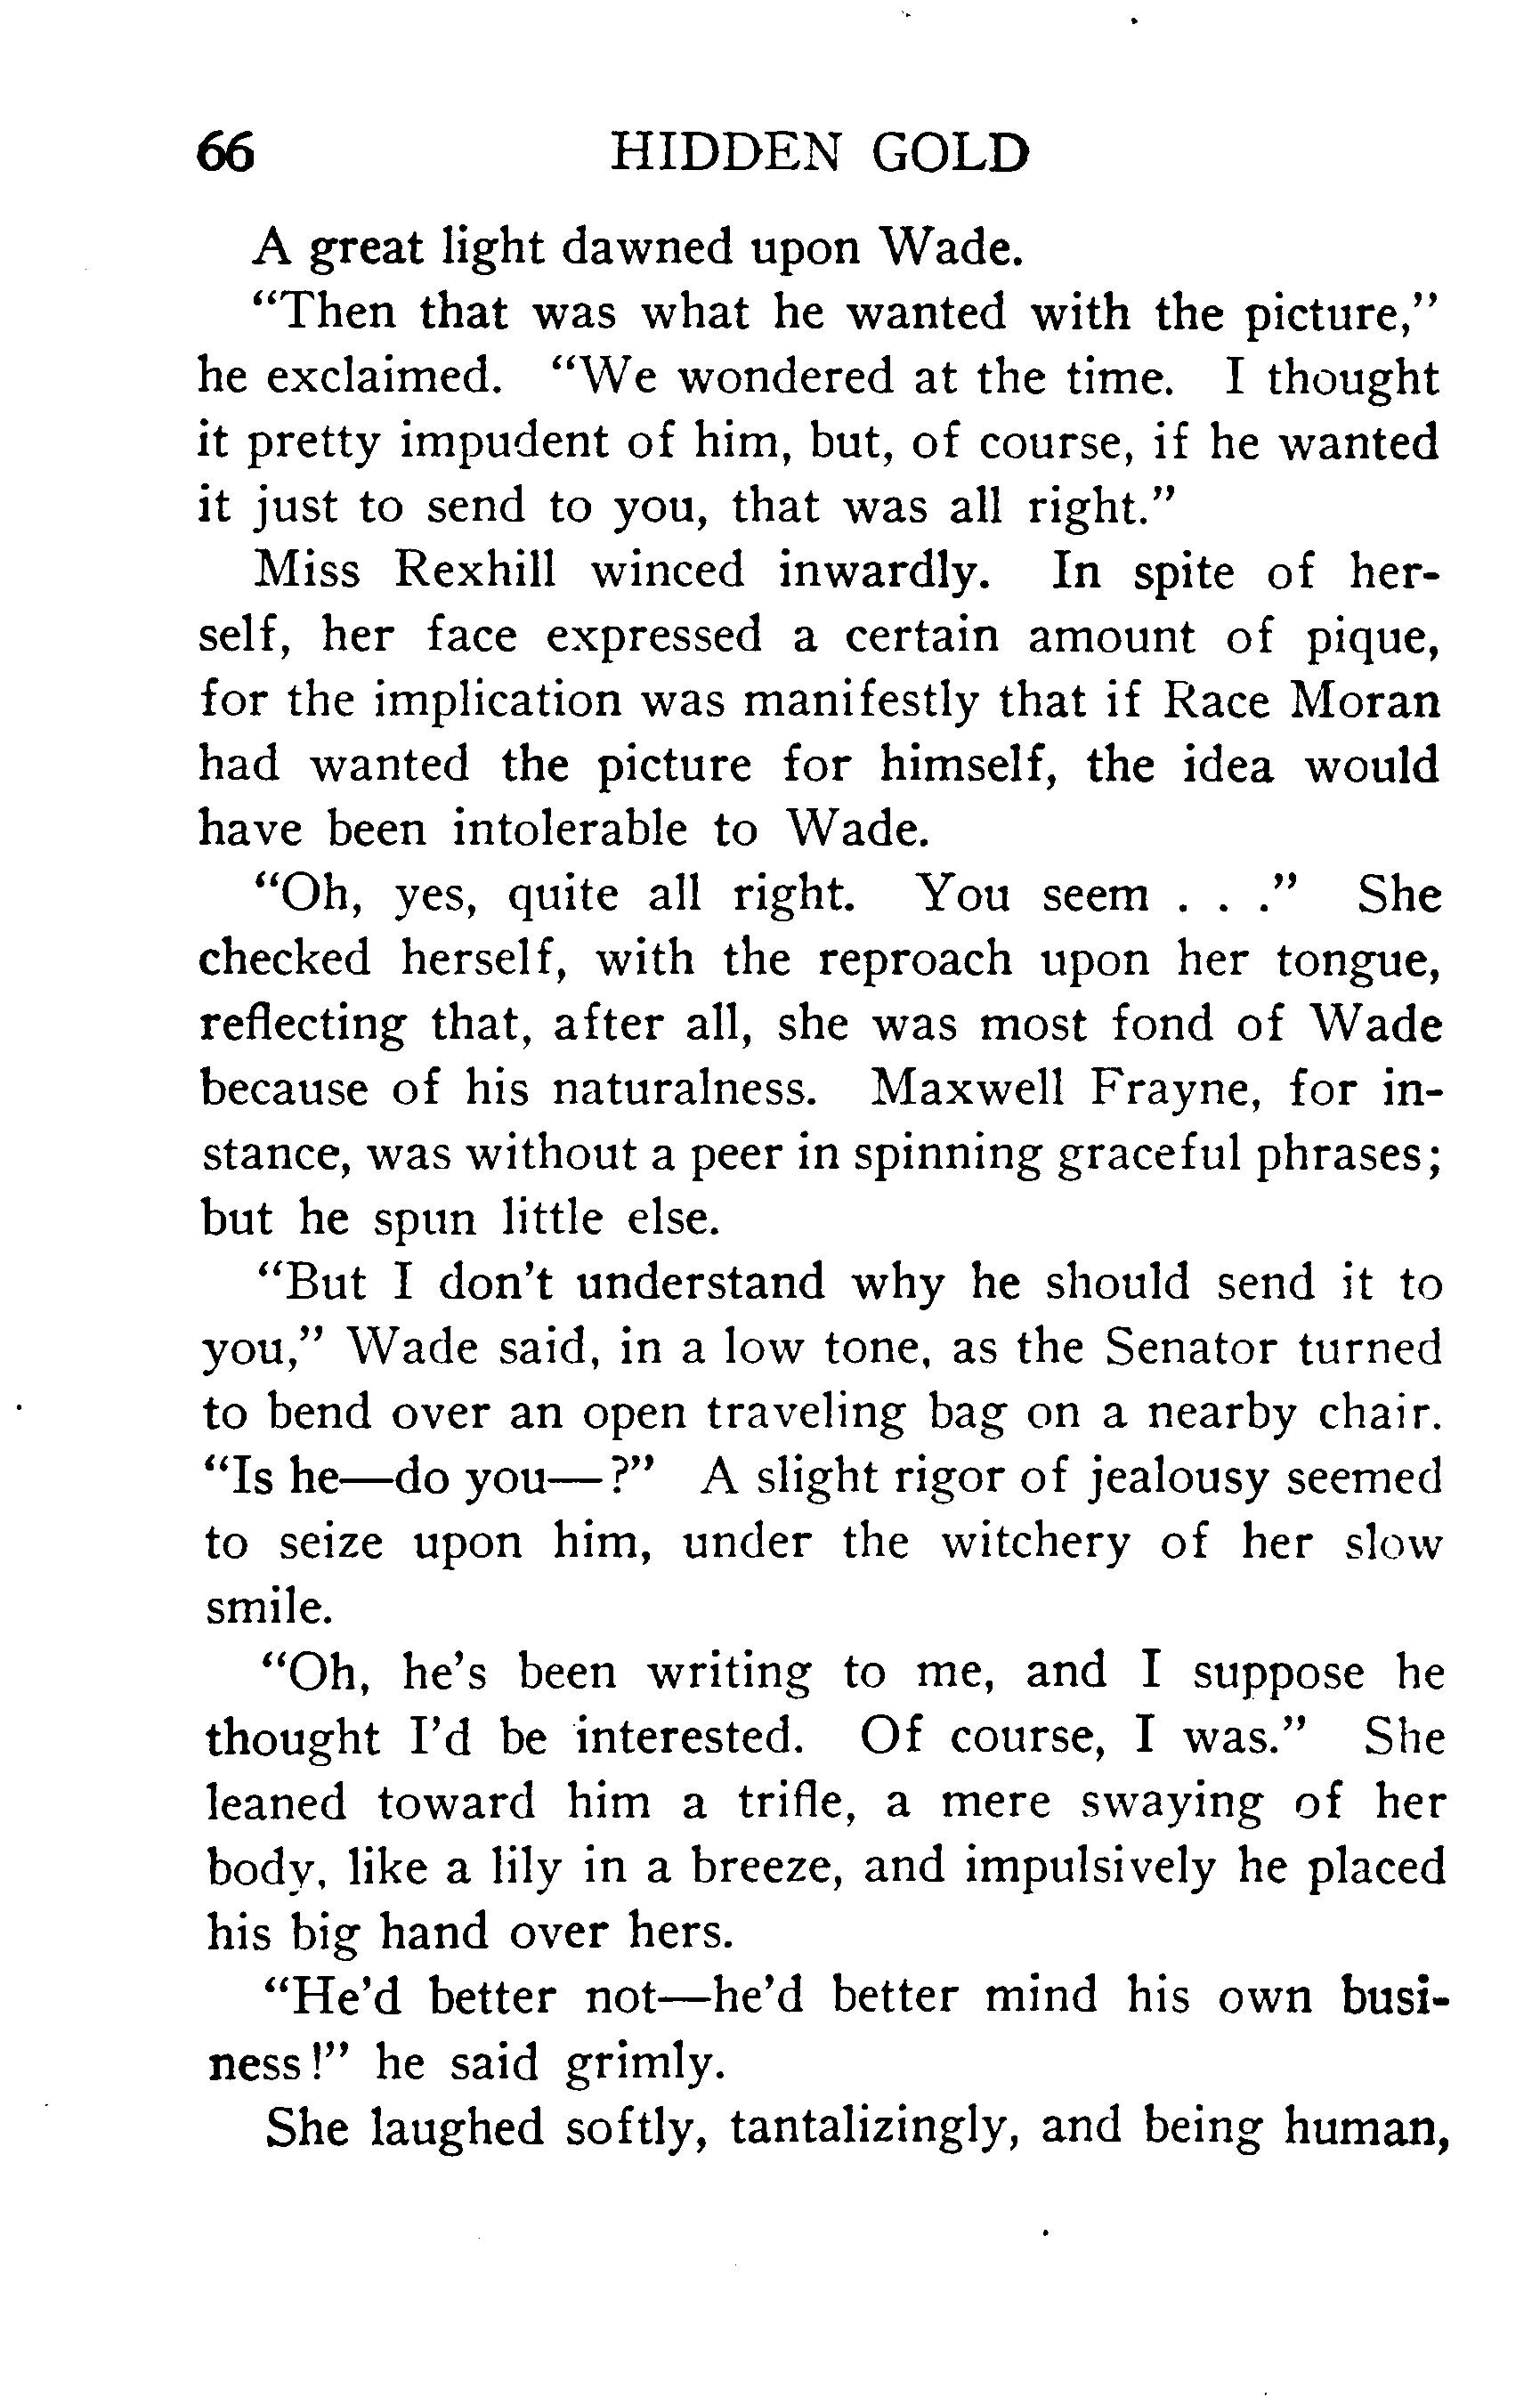 66 HIDDEN GOLD
A great light dawned upon Wade.
“Then that was what he wanted with the picture,”
he exclaimed. “We wondered at the time. I thought
it pretty impudent of him, but, of course, if he wanted
it just to send to you, that was all right.”
Miss Rexhill winced inwardly. In spite of her-
self, her face expressed a certain amount of pique,
for the implication was manifestly that if Race Moran
had wanted the picture for himself, the idea would
have been intolerable to Wade.
“Oh, yes, quite all right. You seem . . .” She
checked herself, with the reproach upon her tongue,
reflecting that, after all, she was most fond of Wade
because of his naturalness. Maxwell Frayne, for in-
stance, was without a peer in spinning graceful phrases;
but he spun little else.
“But I don’t understand why he should send it to
you,” Wade said, in a low tone, as the Senator turned
to bend over an open traveling bag on a nearby chair.
“Is he—do you—?” A slight rigor of jealousy seemed
to seize upon him, under the witchery of her slow
smile.
“Oh, he’s been writing to me, and I suppose he
thought I’d be interested. Of course, I was.” She
leaned toward him a trifle, a mere swaying of her
body, like a lily in a breeze, and impulsively he placed
his big hand over hers.
“He’d better not—he’d better mind his own busi-
ness!” he said grimly.
She laughed softly, tantalizingly, and being human,